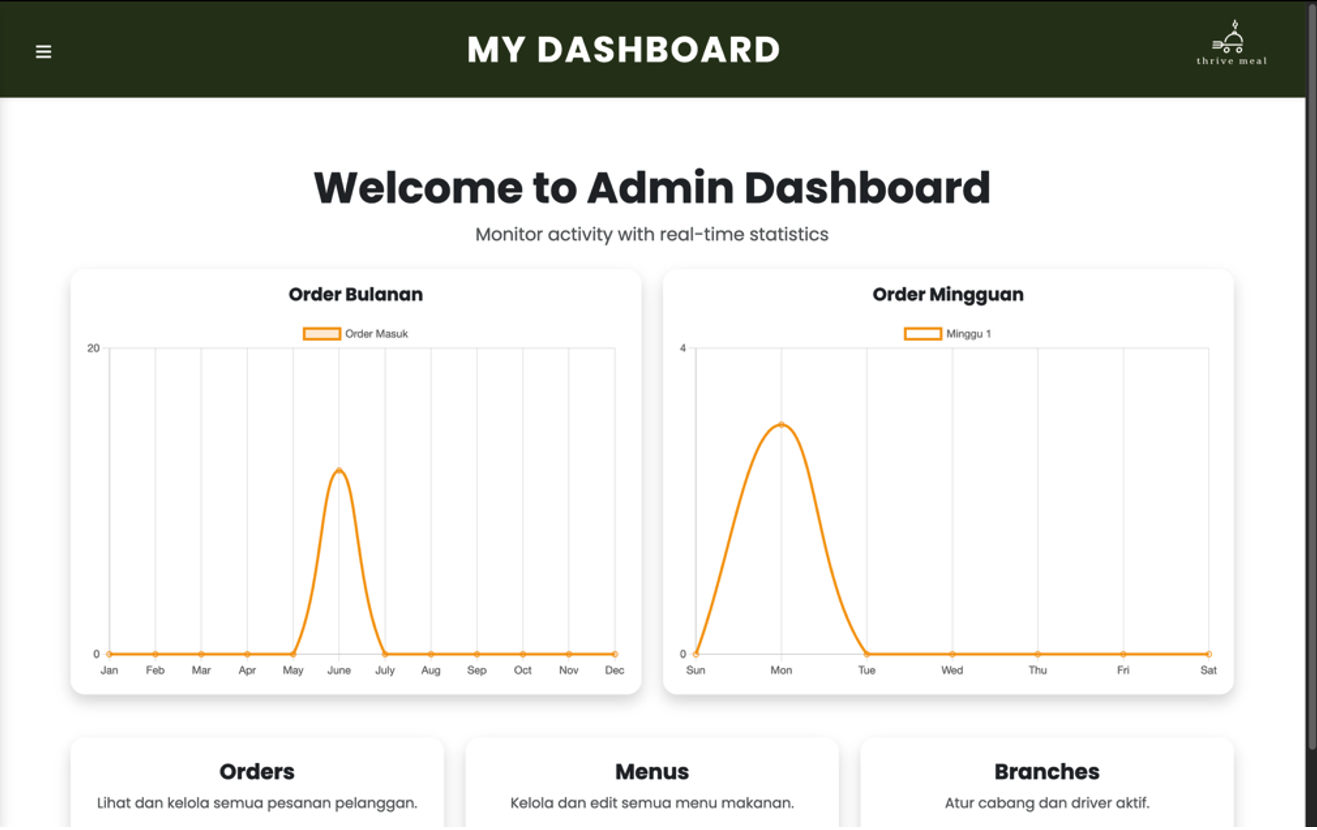 MY DASHBOARD
thrive meal
Welcome to Admin Dashboard
Monitor activity with real-time statistics
Order Bulanan
Order Masuk
20
0
Jan Feb Mar Apr May June July Aug Sep Oct Nov Dec
Order Mingguan
Minggu 1
4
0
Sun Mon Tue Wed Thu Fri Sat
Orders
Lihat dan kelola semua pesanan pelanggan.
Menus
Kelola dan edit semua menu makanan.
Branches
Atur cabang dan driver aktif.